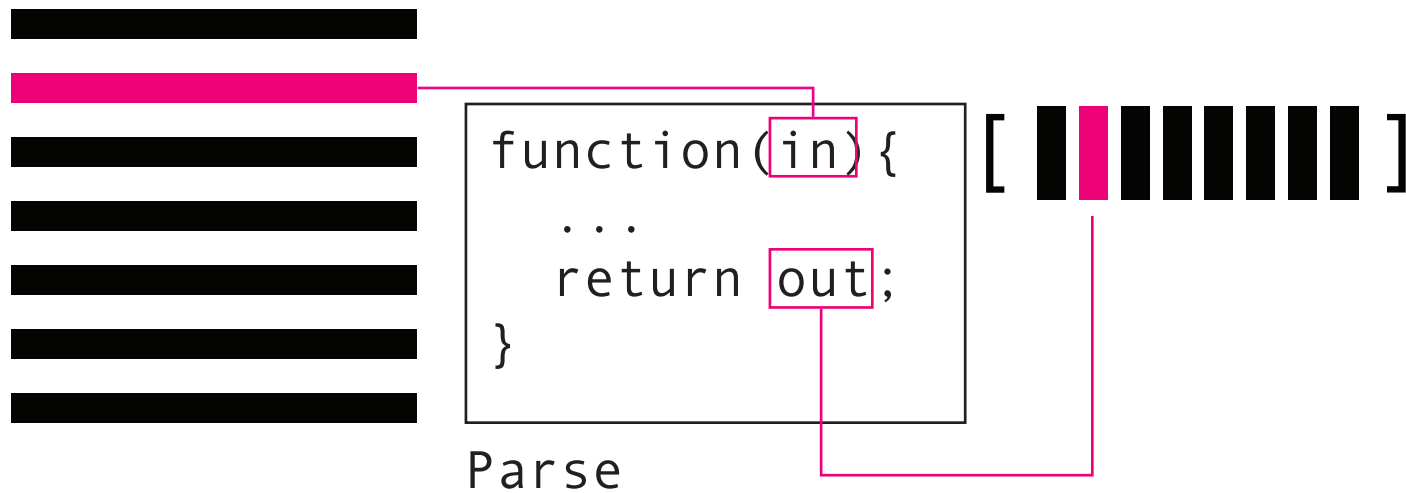 function(in){
...
return out;
}
[ ]
Parse